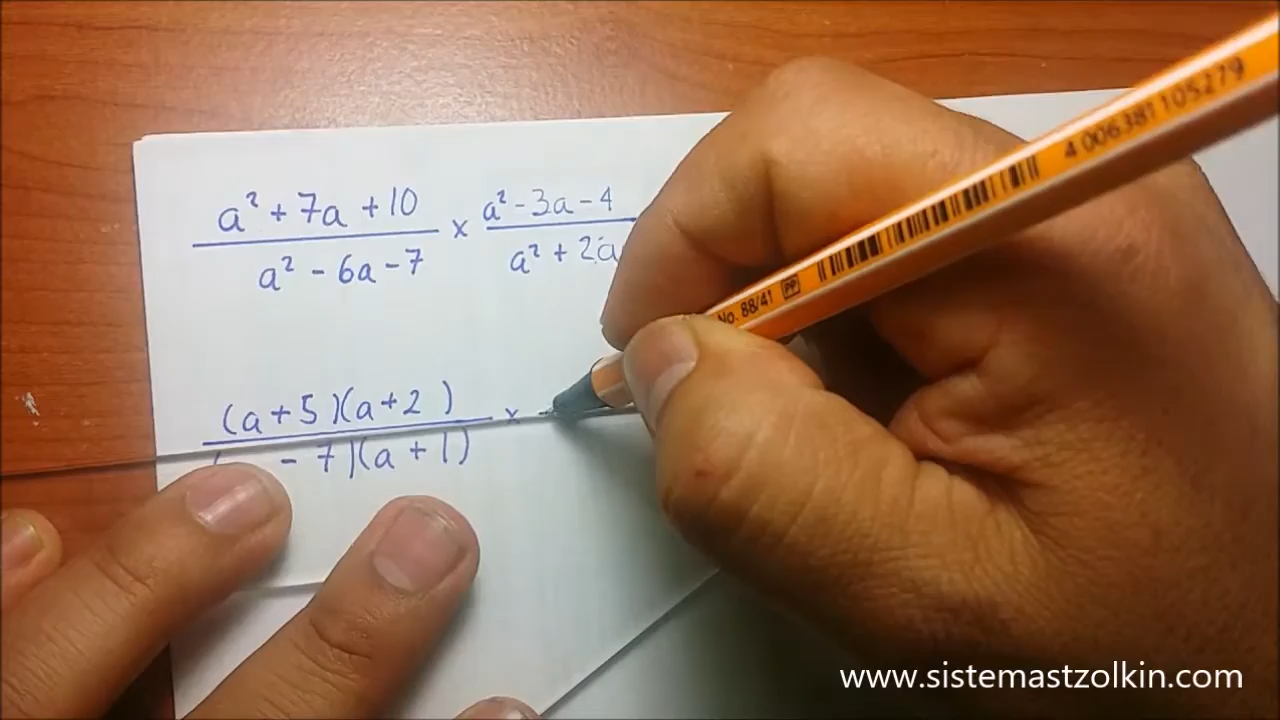 a² + 7a + 10 x a² - 3a - 4
a² - 6a - 7 a² + 2a
(a + 5)(a + 2) x
- 7)(a + 1)
No. 88/41 PP 4 006381 105279
www.sistemastzolkin.com